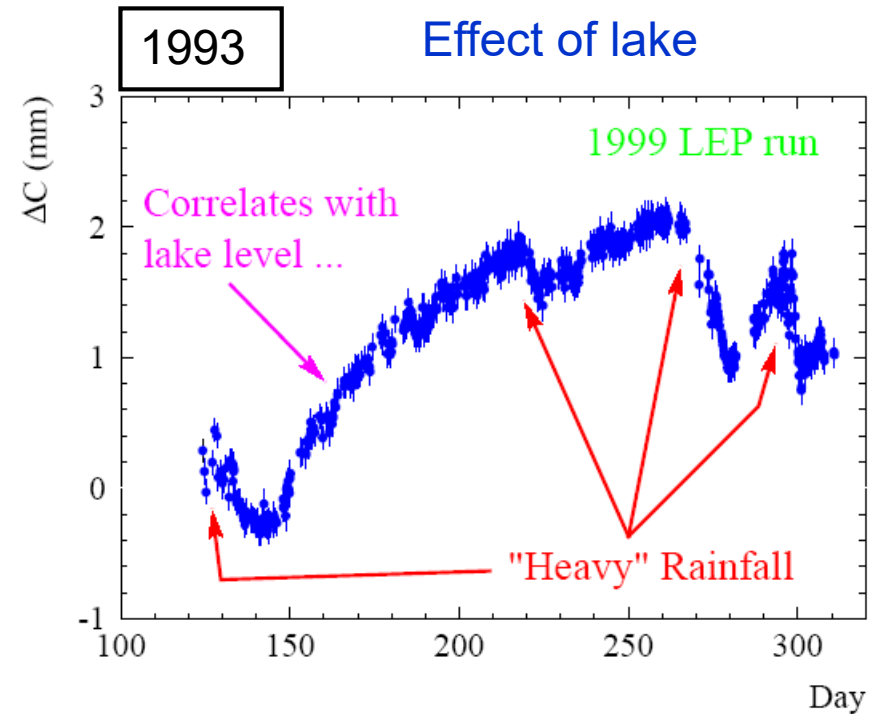 1993
Effect of lake
ΔC (mm)
3
2
1
0
-1
1999 LEP run
Correlates with
lake level ...
"Heavy" Rainfall
100 150 200 250 300
Day